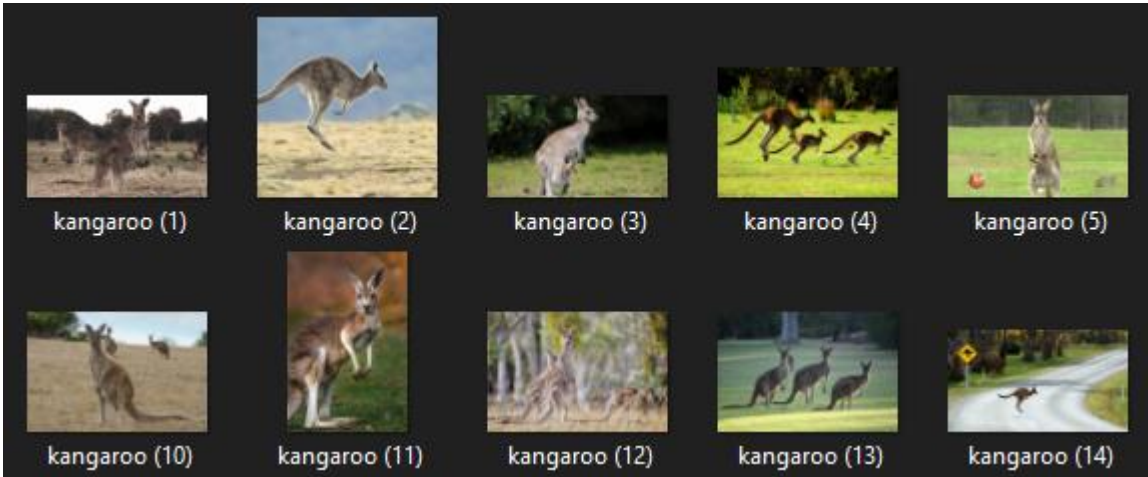 kangaroo (1)
kangaroo (2)
kangaroo (3)
kangaroo (4)
kangaroo (5)
kangaroo (10)
kangaroo (11)
kangaroo (12)
kangaroo (13)
kangaroo (14)